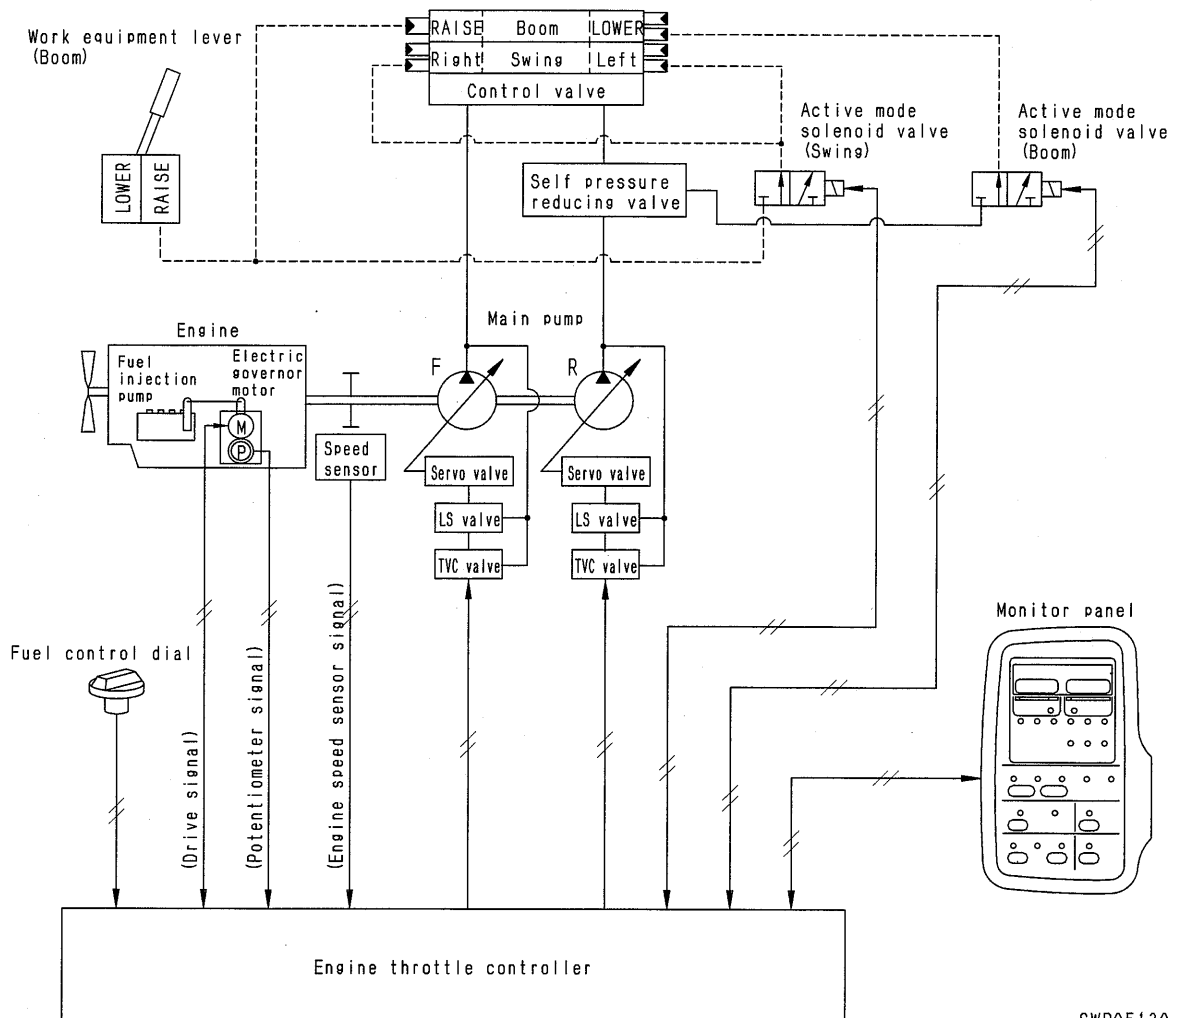 Work equipment lever
(Boom)
LOWER
RAISE
RAISE Boom LOWER
Right Swing Left
Control valve
Active mode
solenoid valve
(Swing)
Active mode
solenoid valve
(Boom)
Self pressure
reducing valve
Main pump
Engine
Fuel
injection
pump
Electric
governor
motor
M
P
F
R
Speed
sensor
Servo valve
Servo valve
LS valve
LS valve
TVC valve
TVC valve
Fuel control dial
(Drive signal)
(Potentiometer signal)
(Engine speed sensor signal)
Monitor panel
Engine throttle controller